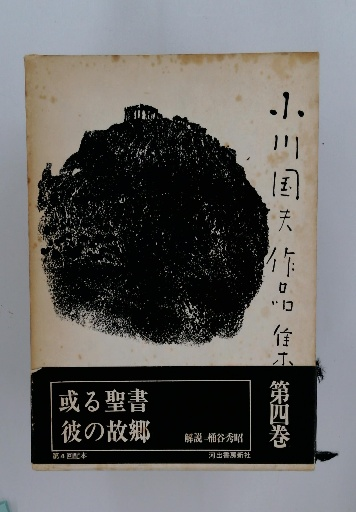 小川国夫作品集
第四巻
或る聖書
彼の故郷
解説=桶谷秀昭
第4回配本
河出書房新社